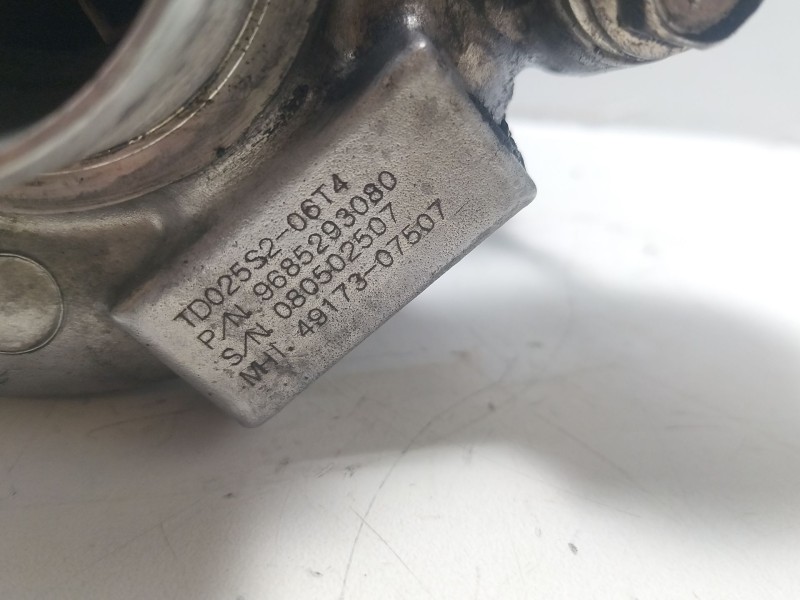 TD025S2-06T4
P/N. 9685293080
S/N. 080502507
MHI. 49173-07507